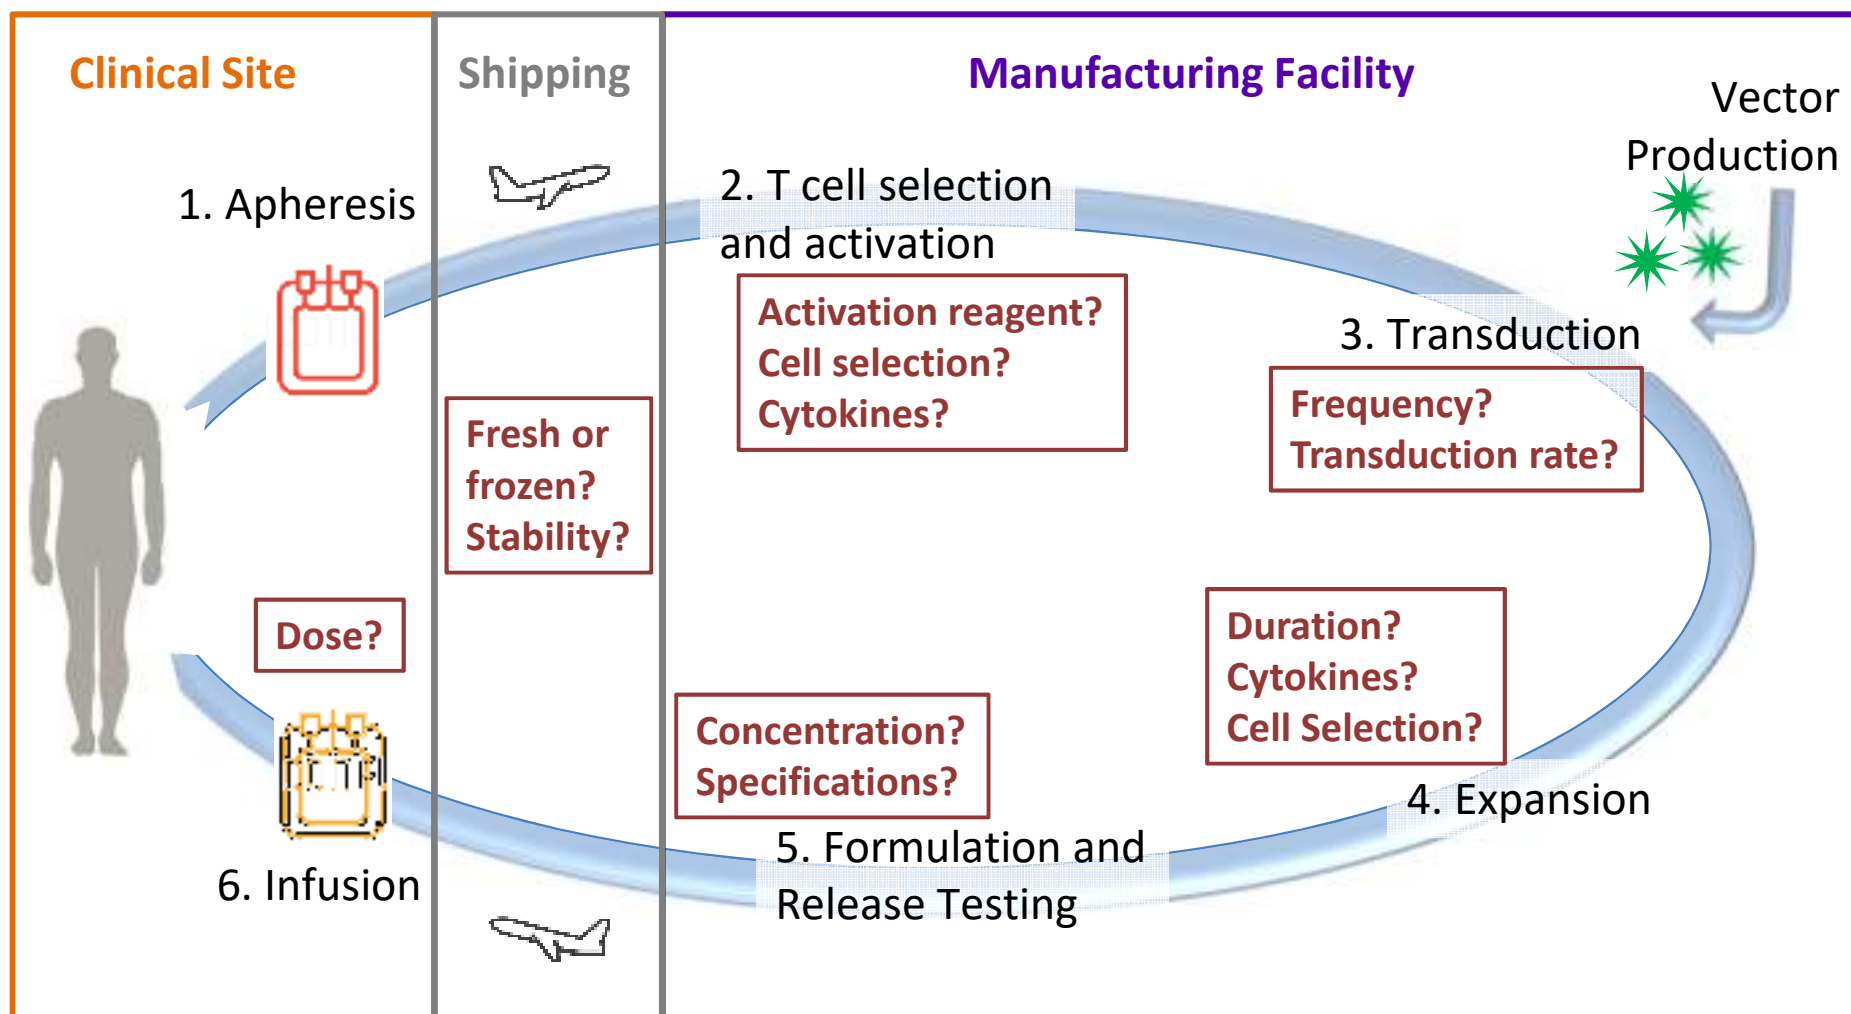 Clinical Site
Shipping
Manufacturing Facility
Vector
Production
1. Apheresis
2. T cell selection
and activation
Activation reagent?
Cell selection?
Cytokines?
3. Transduction
Frequency?
Transduction rate?
Fresh or
frozen?
Stability?
Dose?
Duration?
Cytokines?
Cell Selection?
4. Expansion
Concentration?
Specifications?
5. Formulation and
Release Testing
6. Infusion